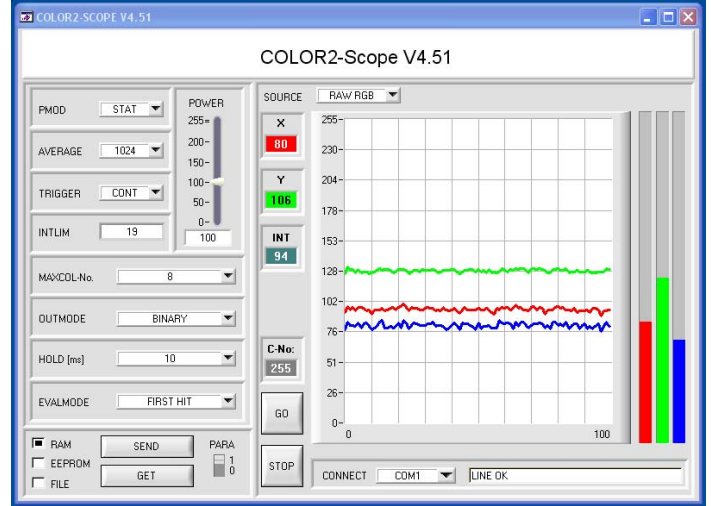 COLOR2-SCOPE V4.51
COLOR2-Scope V4.51
PMOD STAT
AVERAGE 1024
TRIGGER CONT
INTLIM 19
POWER
255-
200-
150-
100-
50-
0-
100
MAXCOL-No. 8
OUTMODE BINARY
HOLD [ms] 10
EVALMODE FIRST HIT
RAM
EEPROM
FILE
SEND
GET
PARA
1
0
SOURCE RAW RGB
X
80
Y
106
INT
94
C-No:
255
GO
STOP
255-
230-
204-
178-
153-
128-
102-
76-
51-
26-
0-
0 100
CONNECT COM1 LINE OK